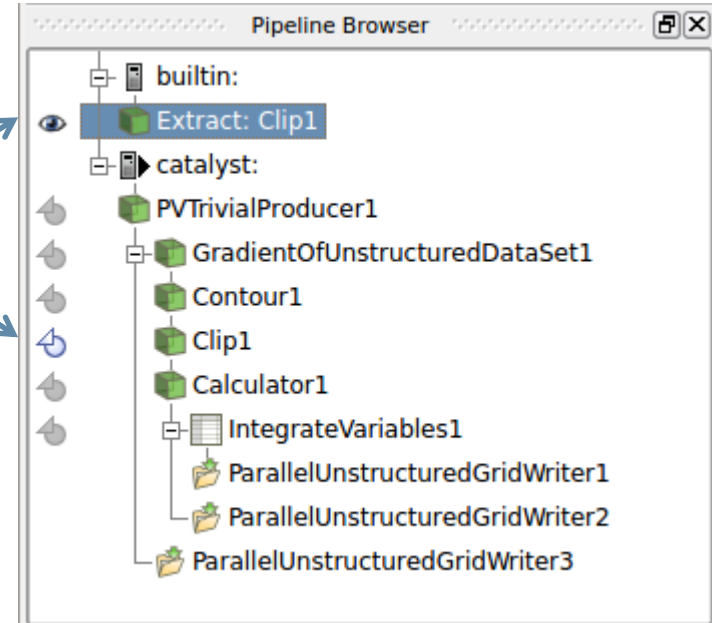 Pipeline Browser
builtin:
Extract: Clip1
catalyst:
PVTrivialProducer1
GradientOfUnstructuredDataSet1
Contour1
Clip1
Calculator1
IntegrateVariables1
ParallelUnstructuredGridWriter1
ParallelUnstructuredGridWriter2
ParallelUnstructuredGridWriter3